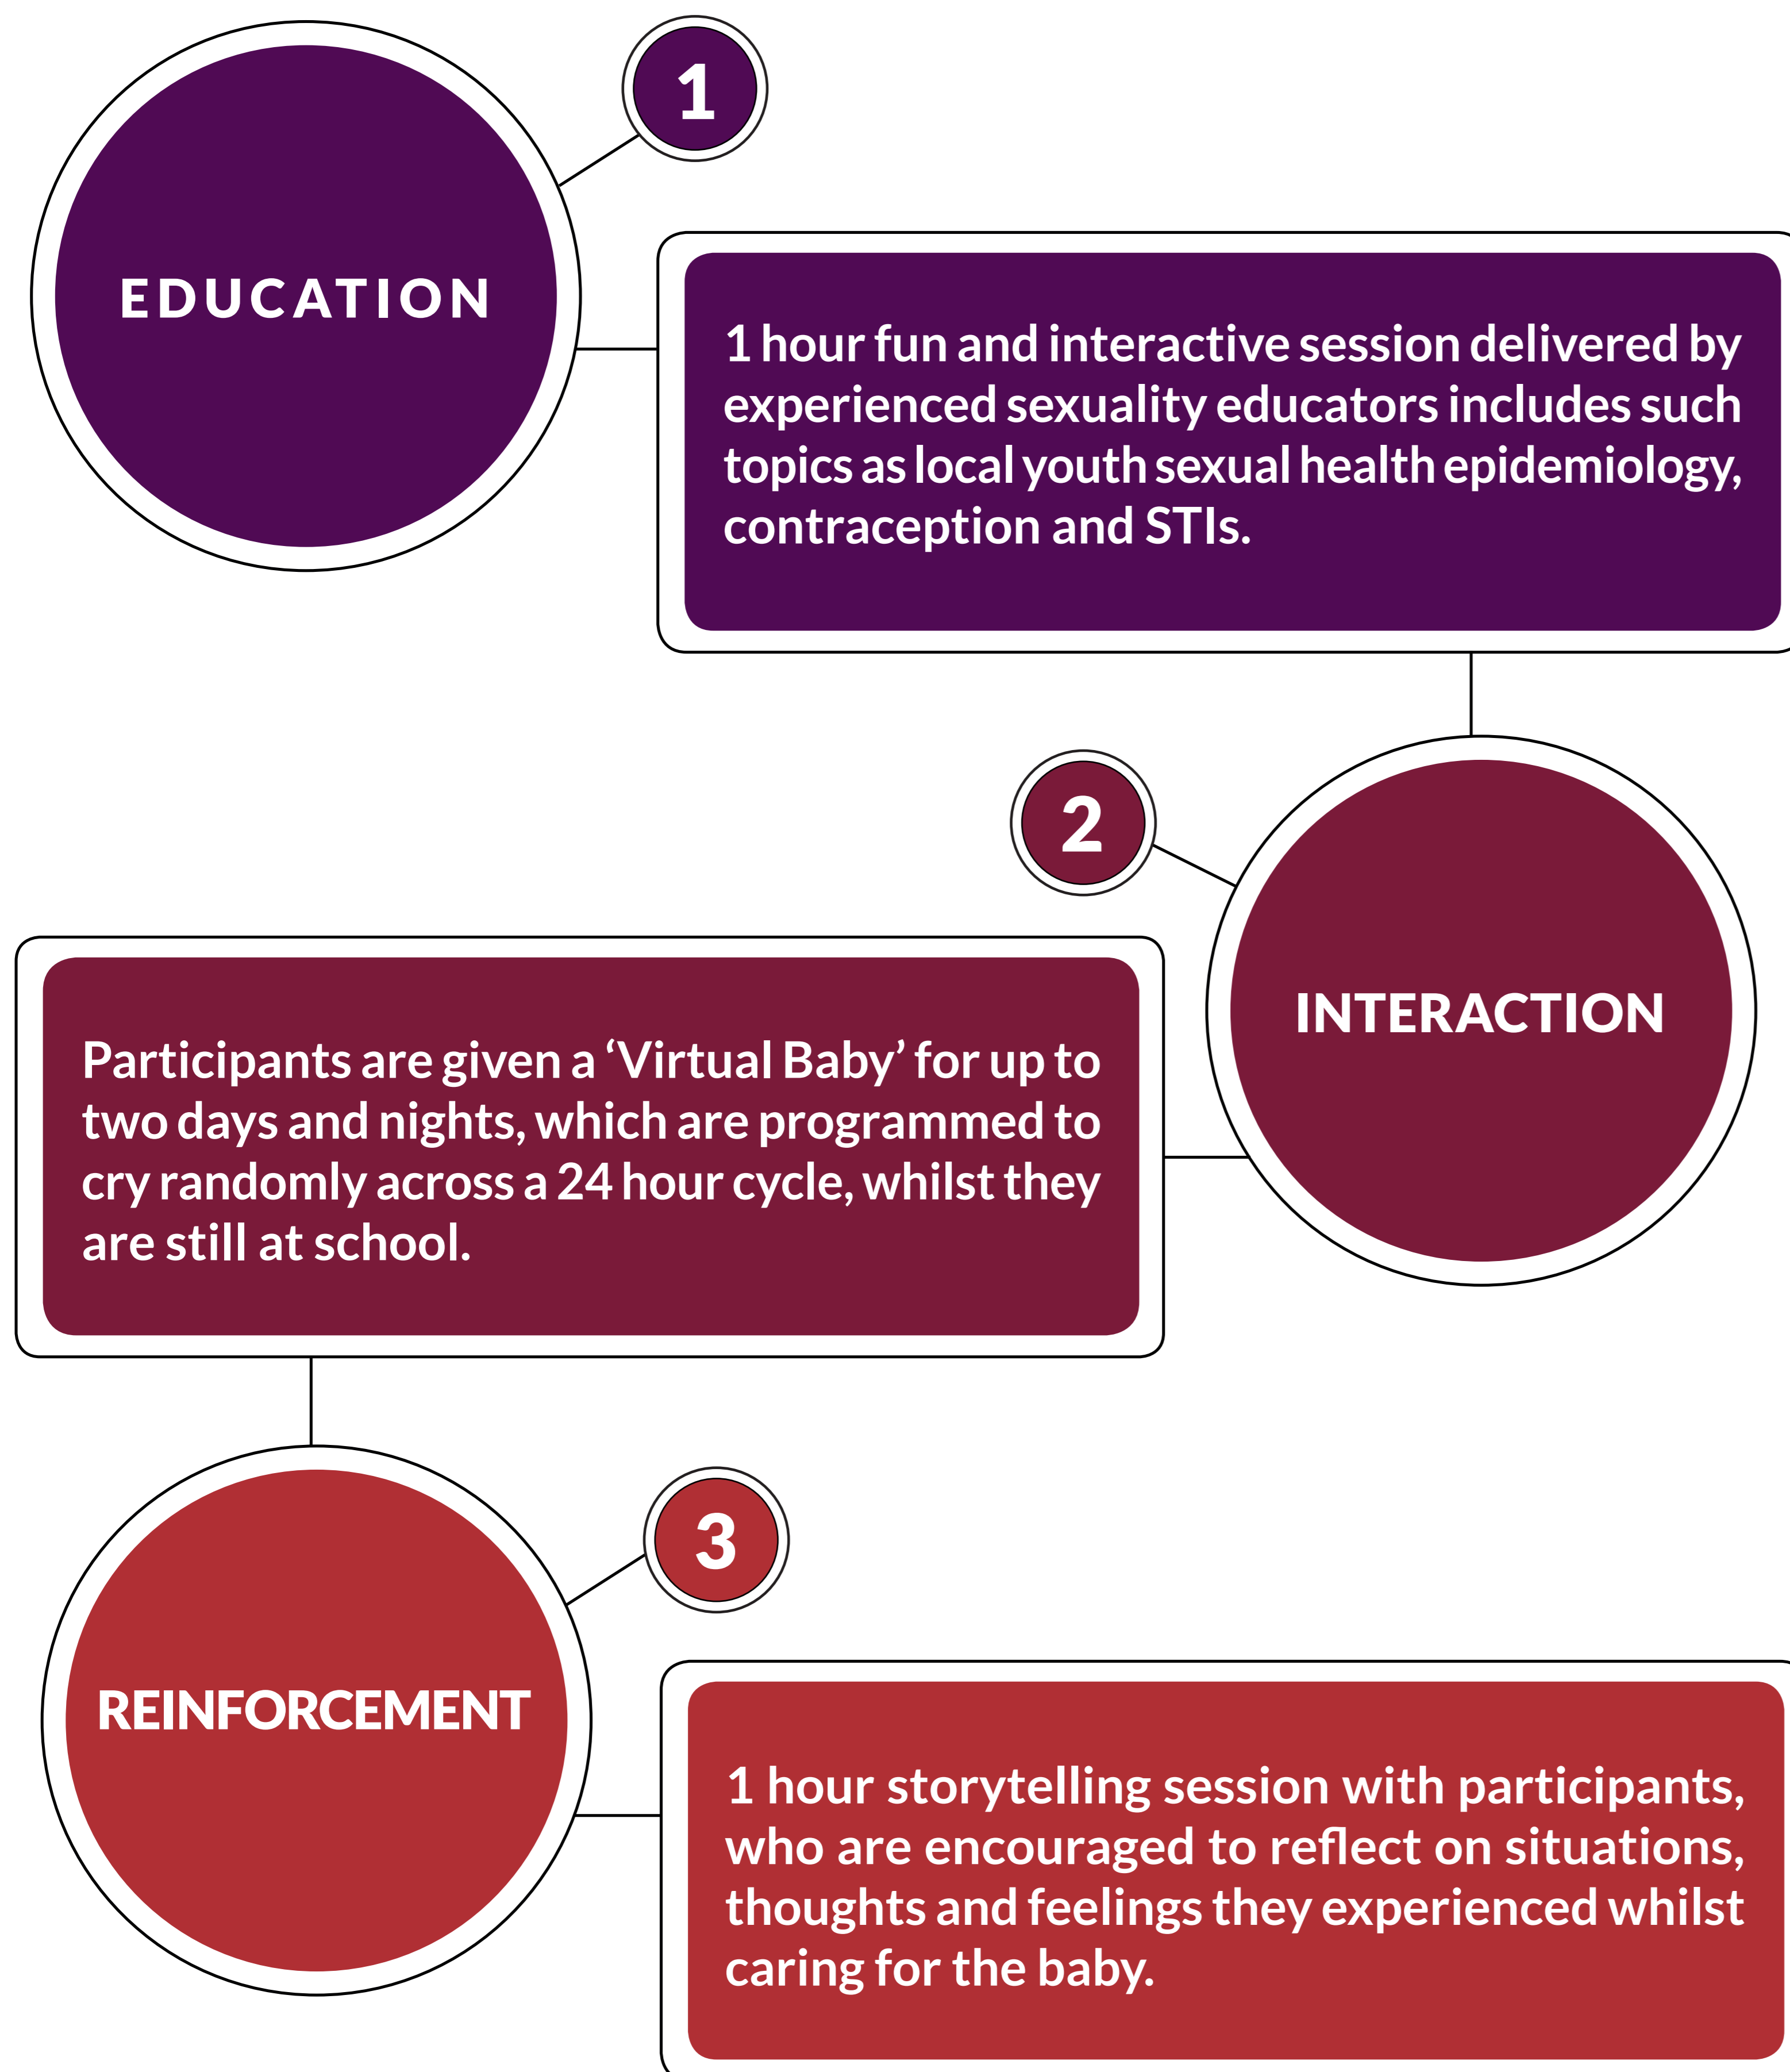 1
EDUCATION
1 hour fun and interactive session delivered by
experienced sexuality educators includes such
topics as local youth sexual health epidemiology,
contraception and STIs.
2
INTERACTION
Participants are given a ‘Virtual Baby’ for up to
two days and nights, which are programmed to
cry randomly across a 24 hour cycle, whilst they
are still at school.
3
REINFORCEMENT
1 hour storytelling session with participants,
who are encouraged to reflect on situations,
thoughts and feelings they experienced whilst
caring for the baby.